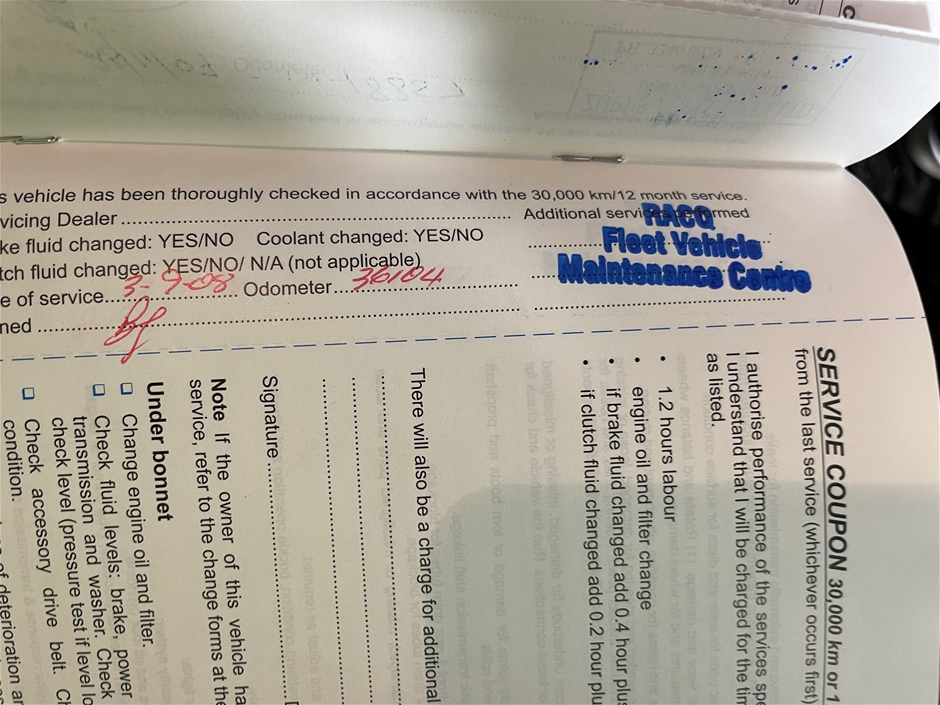 s vehicle has been thoroughly checked in accordance with the 30,000 km/12 month service.
vicing Dealer
Additional services performed
ke fluid changed: YES/NO Coolant changed: YES/NO
tch fluid changed: YES/NO/ N/A (not applicable)
e of service 3-9-08 Odometer 36104
ned
RACQ
Fleet Vehicle
Maintenance Centre
SERVICE COUPON 30,000 km or 1
from the last service (whichever occurs first)
I authorise performance of the services spe
I understand that I will be charged for the tim
as listed.
• 1.2 hours labour
• engine oil and filter change
• if brake fluid changed add 0.4 hour plus
• if clutch fluid changed add 0.2 hour plu
There will also be a charge for additional
Signature
Note If the owner of this vehicle ha
service, refer to the change forms at the
Under bonnet
Change engine oil and filter.
Check fluid levels: brake, power
transmission and washer. Check
check level (pressure test if level lo
Check accessory drive belt. Ch
condition.
of deterioration ar